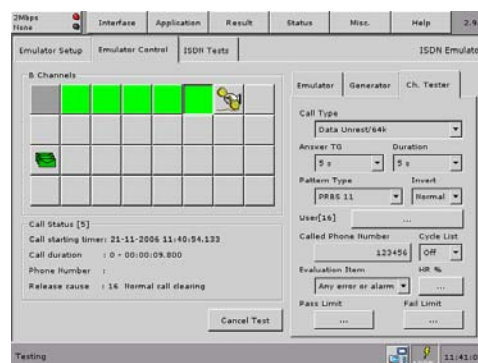 2Mbps
None
Interface
Application
Result
Status
Misc.
Help
2.9
Emulator Setup
Emulator Control
ISDN Tests
ISDN Emulato
B Channels
Call Status [5]
Call starting timer: 21-11-2006 11:40:54.133
Call duration : 0 - 00:00:09.800
Phone Number :
Release cause : 16 Normal call clearing
Cancel Test
Emulator
Generator
Ch. Tester
Call Type
Data Unrest/64k
Answer TG
Duration
5 s
5 s
Pattern Type
Invert
PRBS 11
Normal
User[16]
...
Called Phone Number
Cycle List
123456
Off
Evaluation Item
HR %
Any error or alarm
...
Pass Limit
Fail Limit
...
...
Testing
11:41:0